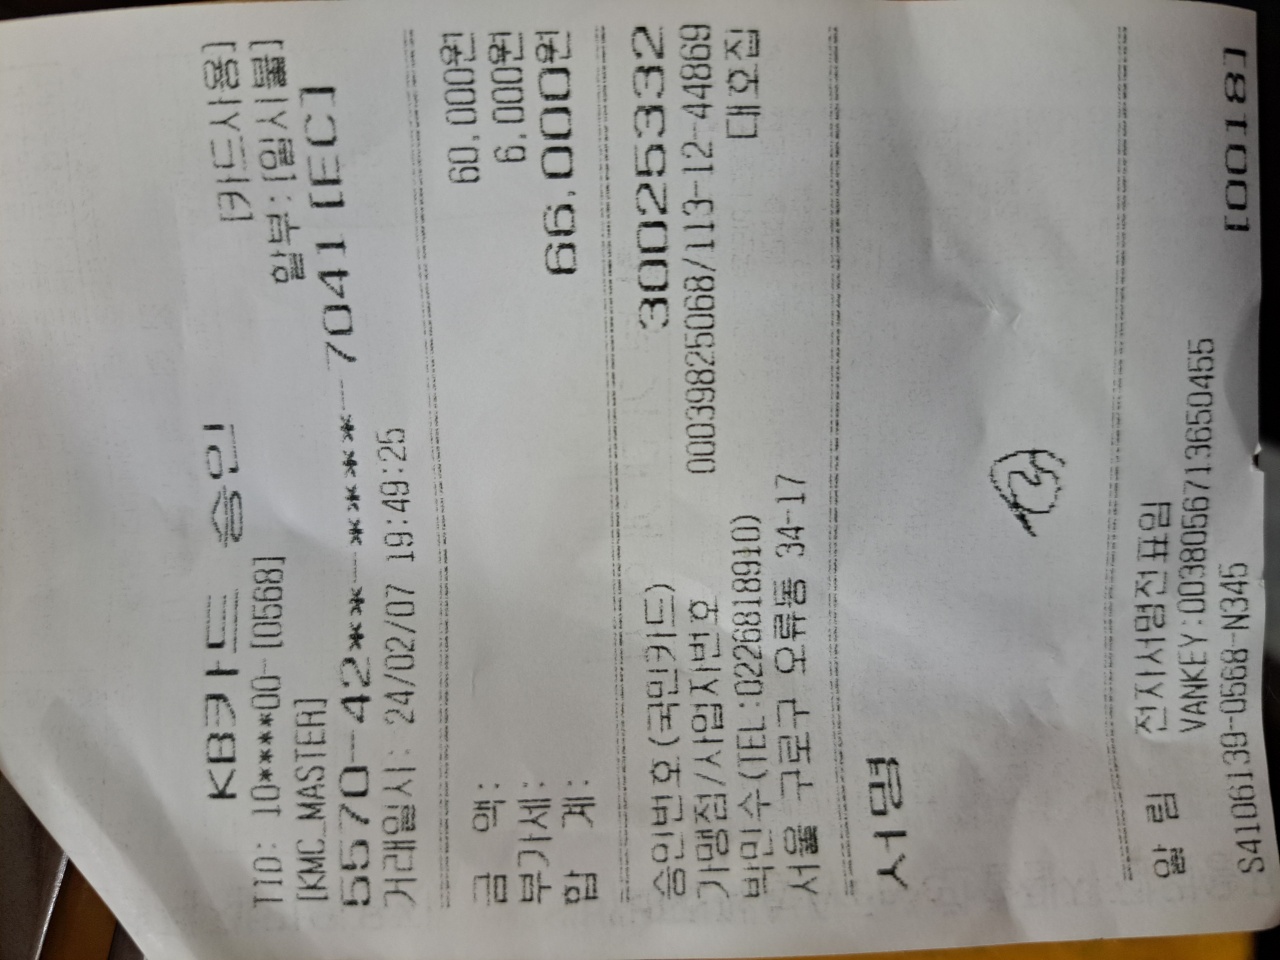 KB카드 승인 [카드사용]
TID: 10****00-[0568] 할부:[일시불]
[KMC_MASTER]
5570-42**-****-7041 [EC]
거래일시: 24/02/07 19:49:25
금 액: 60,000원
부가세: 6,000원
합 계: 66,000원
승인번호(국민카드) 30025332
가맹점/사업자번호 00039825068/113-12-44869
박민수(TEL:0226818910) 대호집
서울 구로구 오류동 34-17
서명
알 림 전자서명전표임
VANKEY:0038056713650455
S4106139-0568-N345 [0018]